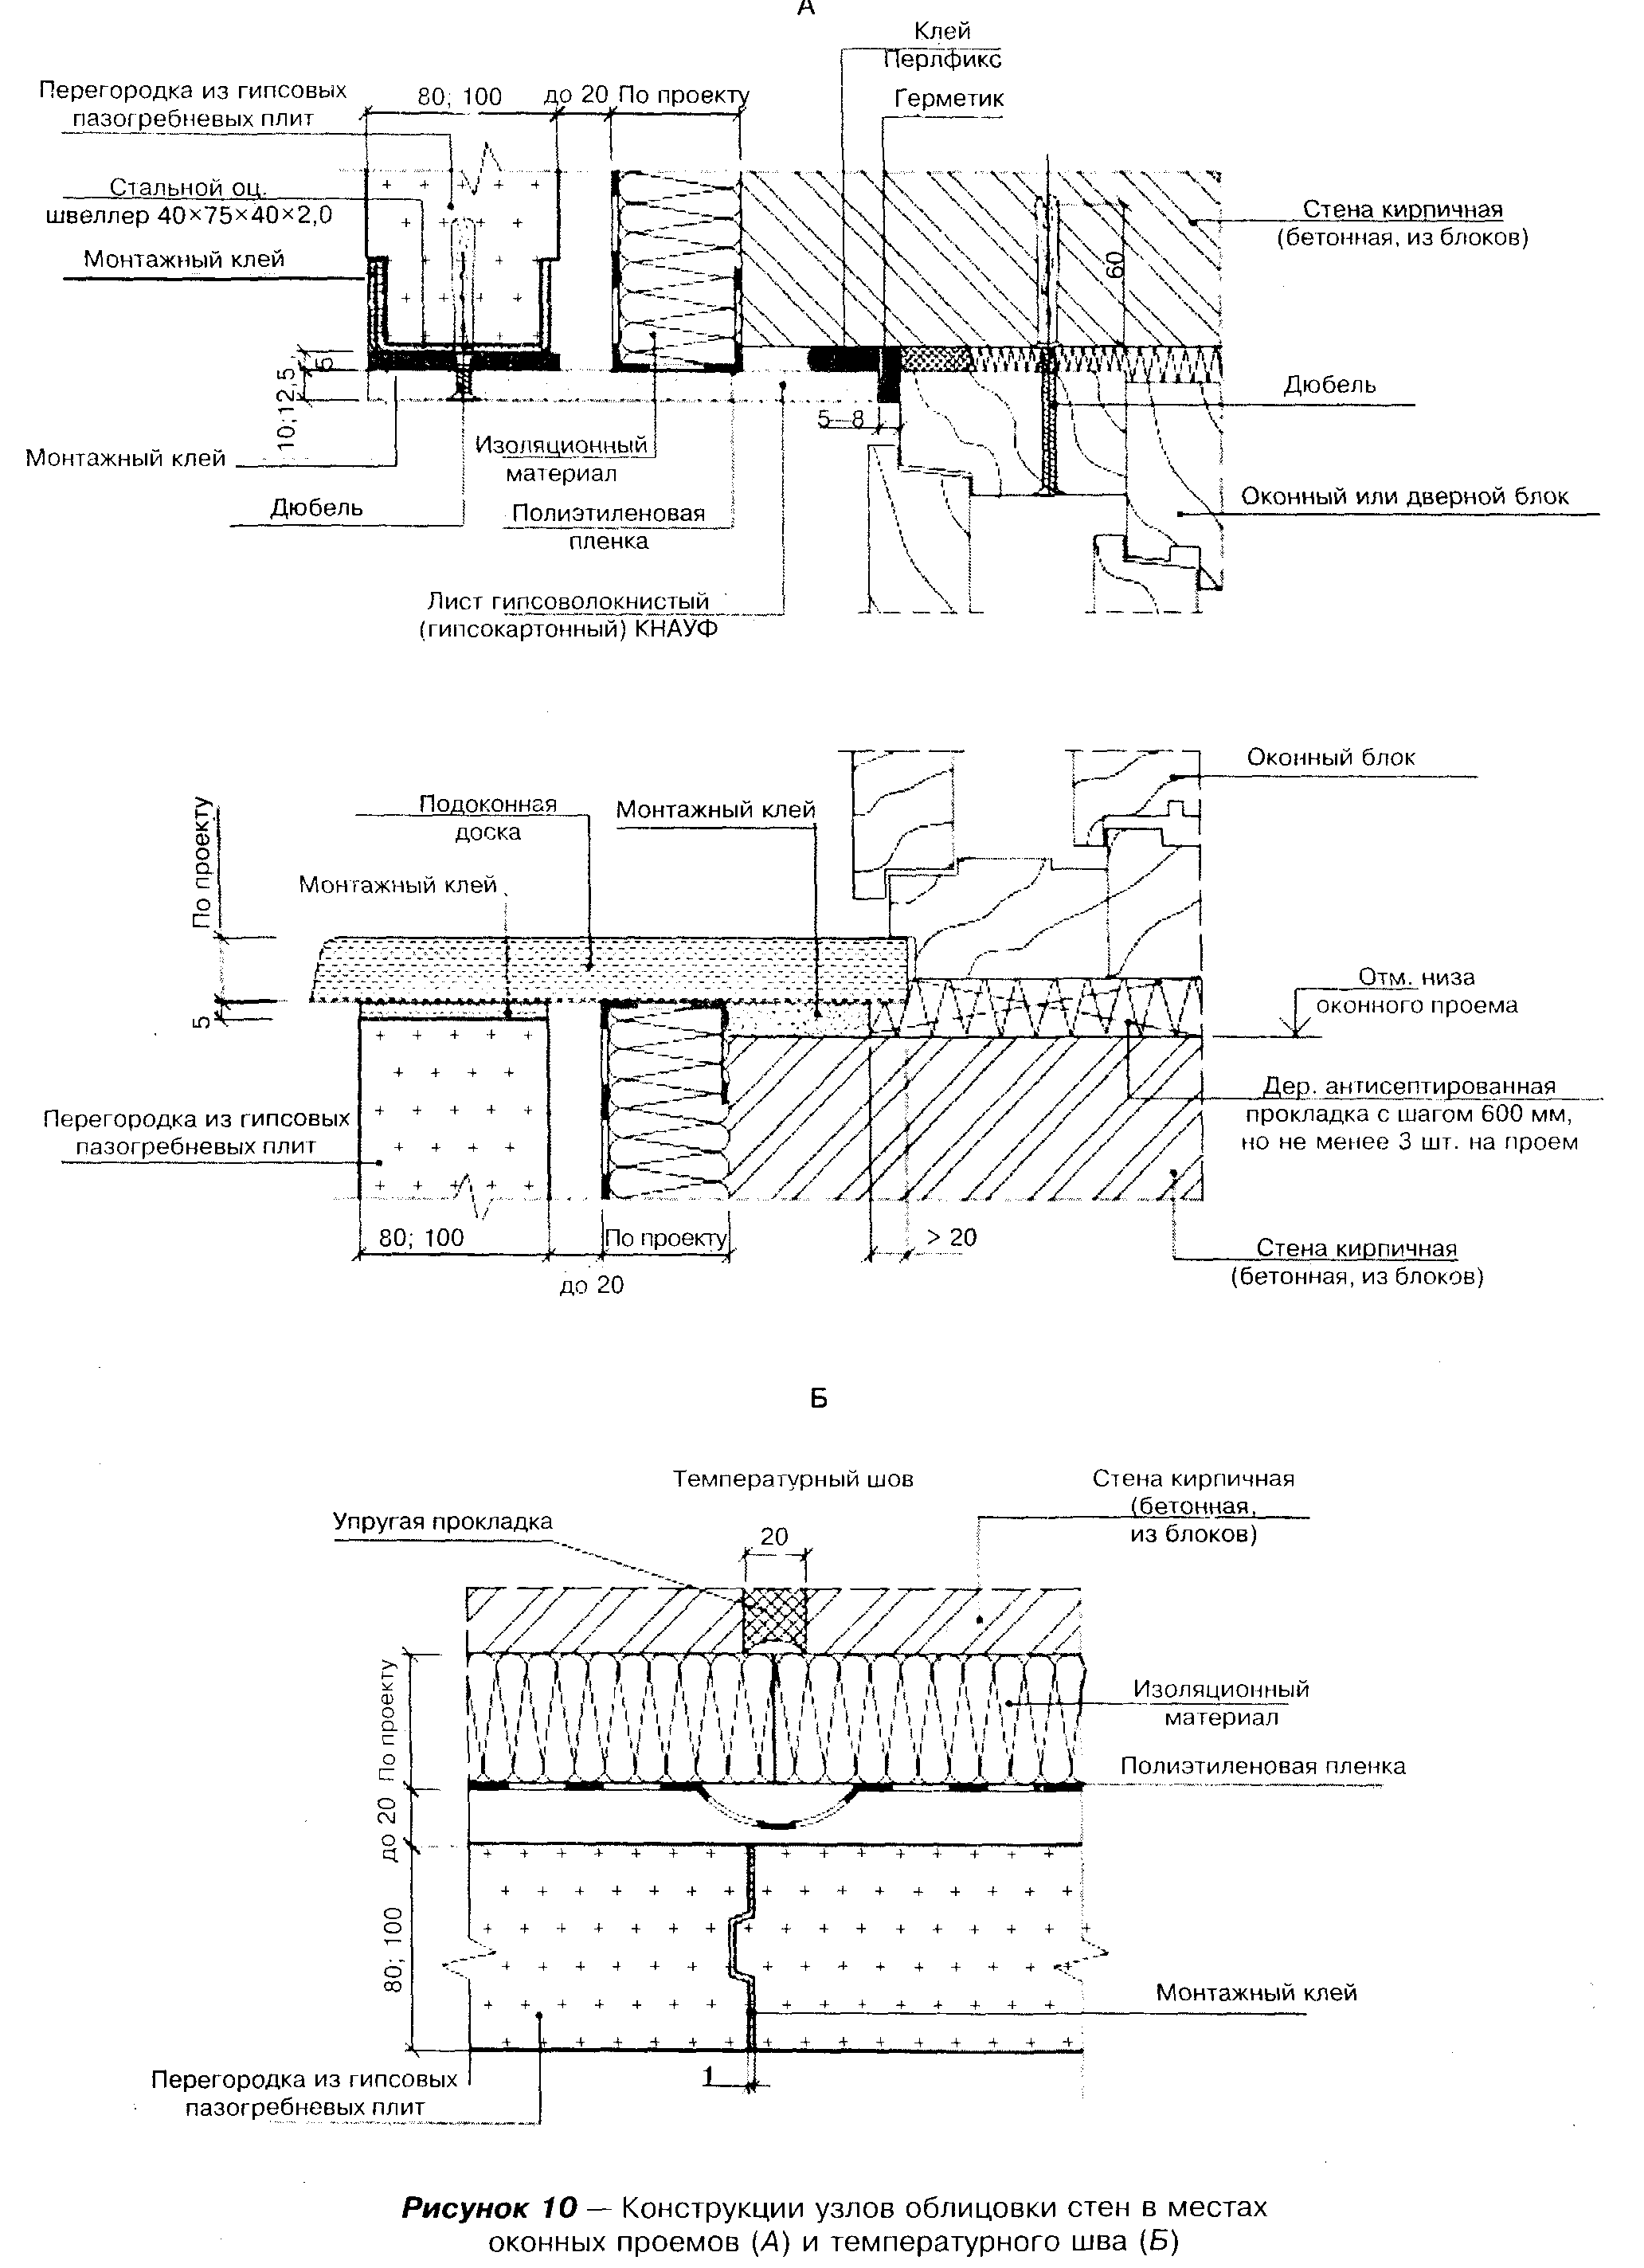 А
Клей
Перлфикс
Герметик
Перегородка из гипсовых
пазогребневых плит
80; 100
до 20
По проекту
Стальной оц.
швеллер 40×75×40×2,0
Монтажный клей
Стена кирпичная
(бетонная, из блоков)
60
5
10;12,5
5–8
Дюбель
Монтажный клей
Изоляционный
материал
Дюбель
Полиэтиленовая
пленка
Оконный или дверной блок
Лист гипсоволокнистый
(гипсокартонный) КНАУФ
Оконный блок
По проекту
Подоконная
доска
Монтажный клей
Монтажный клей
5
Отм. низа
оконного проема
Дер. антисептированная
прокладка с шагом 600 мм,
но не менее 3 шт. на проем
Перегородка из гипсовых
пазогребневых плит
80; 100
По проекту
> 20
до 20
Стена кирпичная
(бетонная, из блоков)
Б
Температурный шов
Стена кирпичная
(бетонная,
из блоков)
Упругая прокладка
20
По проекту
Изоляционный
материал
Полиэтиленовая пленка
до 20
80; 100
Монтажный клей
1
Перегородка из гипсовых
пазогребневых плит
Рисунок 10 — Конструкции узлов облицовки стен в местах
оконных проемов (А) и температурного шва (Б)